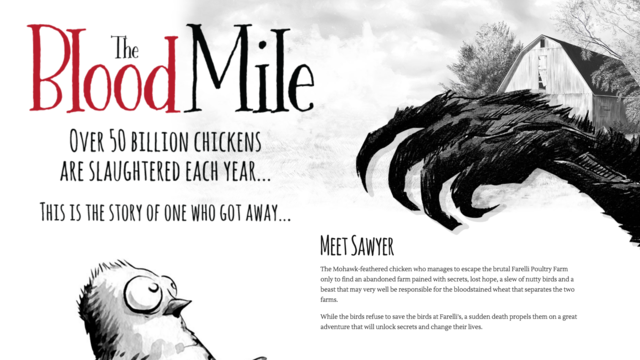 The
Blood Mile
Over 50 billion chickens
are slaughtered each year...
This is the story of one who got away...
Meet Sawyer
The Mohawk-feathered chicken who manages to escape the brutal Farelli Poultry Farm
only to find an abandoned farm pained with secrets, lost hope, a slew of nutty birds and a
beast that may very well be responsible for the bloodstained wheat that separates the two
farms.
While the birds refuse to save the birds at Farelli's, a sudden death propels them on a great
adventure that will unlock secrets and change their lives.